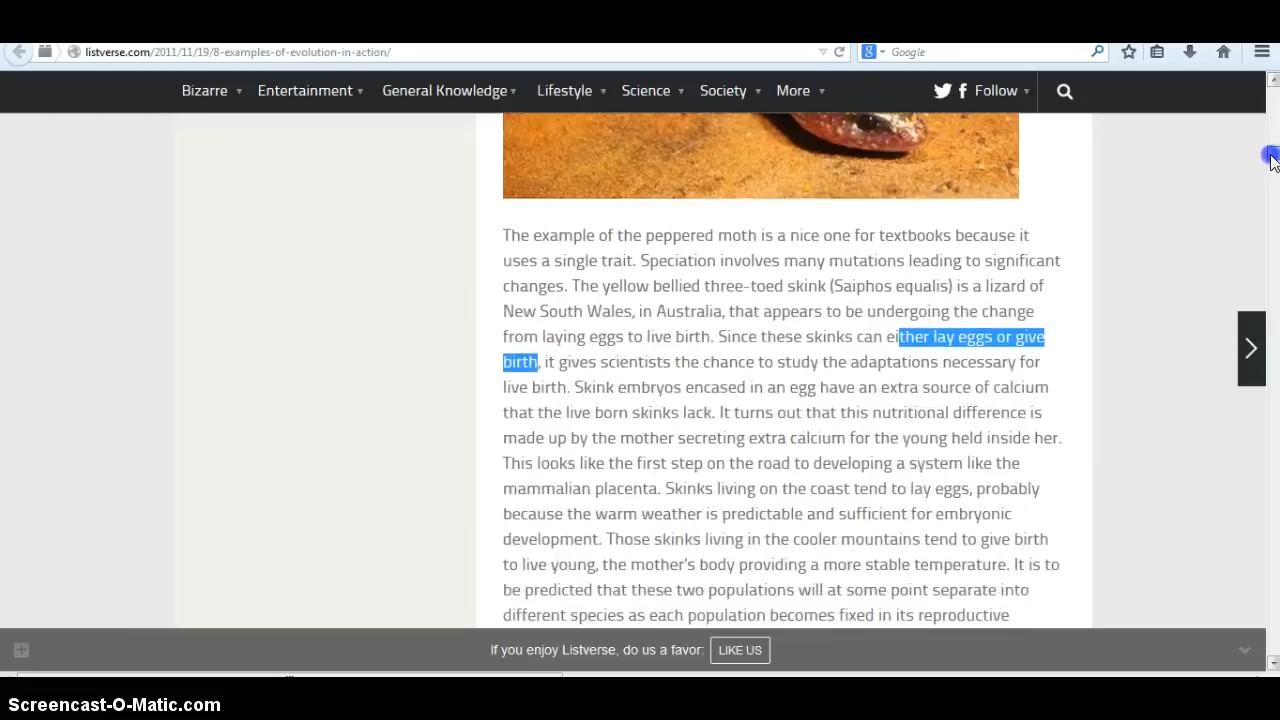 listverse.com/2011/11/19/8-examples-of-evolution-in-action/
Google
Bizarre Entertainment General Knowledge Lifestyle Science Society More Follow
The example of the peppered moth is a nice one for textbooks because it
uses a single trait. Speciation involves many mutations leading to significant
changes. The yellow bellied three-toed skink (Saiphos equalis) is a lizard of
New South Wales, in Australia, that appears to be undergoing the change
from laying eggs to live birth. Since these skinks can either lay eggs or give
birth, it gives scientists the chance to study the adaptations necessary for
live birth. Skink embryos encased in an egg have an extra source of calcium
that the live born skinks lack. It turns out that this nutritional difference is
made up by the mother secreting extra calcium for the young held inside her.
This looks like the first step on the road to developing a system like the
mammalian placenta. Skinks living on the coast tend to lay eggs, probably
because the warm weather is predictable and sufficient for embryonic
development. Those skinks living in the cooler mountains tend to give birth
to live young, the mother's body providing a more stable temperature. It is to
be predicted that these two populations will at some point separate into
different species as each population becomes fixed in its reproductive
If you enjoy Listverse, do us a favor: LIKE US
Screencast-O-Matic.com